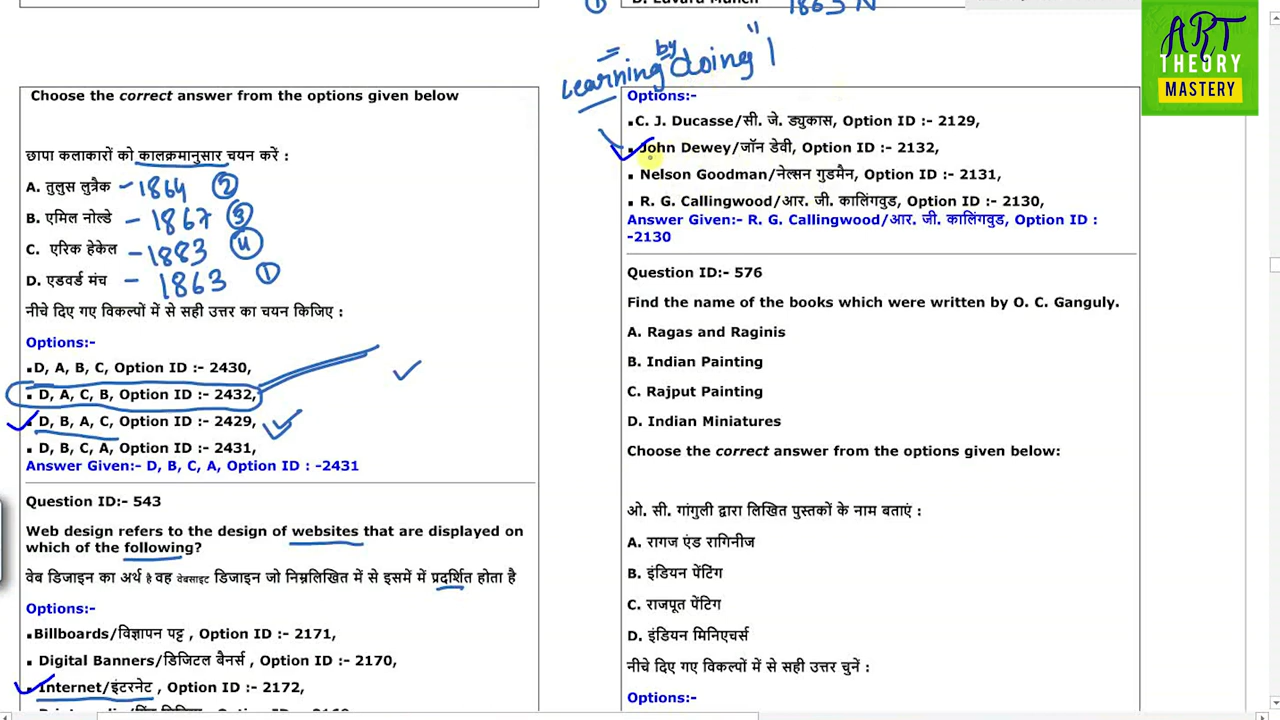 D. Edvard Munch
1863 N
ART
THEORY
MASTERY
Choose the correct answer from the options given below
छापा कलाकारों को कालक्रमानुसार चयन करें :
A. तुलुस लुत्रैक - 1864 2
B. एमिल नोल्डे - 1867 3
C. एरिक हेकेल - 1883 4
D. एडवर्ड मंच - 1863 1
नीचे दिए गए विकल्पों में से सही उत्तर का चयन किजिए :
Options:-
D, A, B, C, Option ID :- 2430,
D, A, C, B, Option ID :- 2432,
D, B, A, C, Option ID :- 2429,
D, B, C, A, Option ID :- 2431,
Answer Given:- D, B, C, A, Option ID : -2431
Question ID:- 543
Web design refers to the design of websites that are displayed on
which of the following?
वेब डिजाइन का अर्थ है वह वेबसाइट डिजाइन जो निम्नलिखित में से इसमें में प्रदर्शित होता है
Options:-
Billboards/विज्ञापन पट्ट , Option ID :- 2171,
Digital Banners/डिजिटल बैनर्स , Option ID :- 2170,
Internet/इंटरनेट , Option ID :- 2172,
"Learning by doing"
Options:-
C. J. Ducasse/सी. जे. ड्युकास, Option ID :- 2129,
John Dewey/जॉन डेवी, Option ID :- 2132,
Nelson Goodman/नेल्सन गुडमैन, Option ID :- 2131,
R. G. Callingwood/आर. जी. कालिंगवुड, Option ID :- 2130,
Answer Given:- R. G. Callingwood/आर. जी. कालिंगवुड, Option ID :
-2130
Question ID:- 576
Find the name of the books which were written by O. C. Ganguly.
A. Ragas and Raginis
B. Indian Painting
C. Rajput Painting
D. Indian Miniatures
Choose the correct answer from the options given below:
ओ. सी. गांगुली द्वारा लिखित पुस्तकों के नाम बताएं :
A. रागज एंड रागिनीज
B. इंडियन पेंटिंग
C. राजपूत पेंटिग
D. इंडियन मिनिएचर्स
नीचे दिए गए विकल्पों में से सही उत्तर चुनें :
Options:-